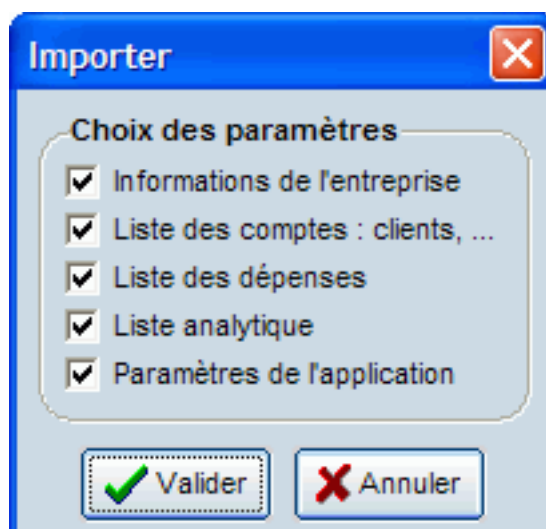 Importer
Choix des paramètres
Informations de l'entreprise
Liste des comptes : clients, ...
Liste des dépenses
Liste analytique
Paramètres de l'application
Valider
Annuler